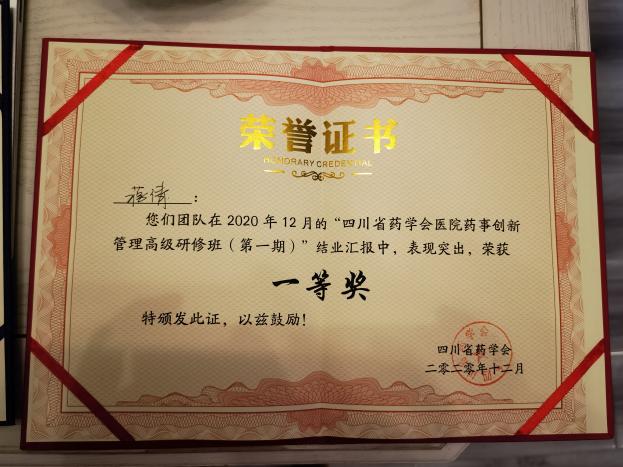 荣誉证书
HONORARY CREDENTIAL
倩:
您们团队在 2020 年 12 月的“四川省药学会医院药事创新
管理高级研修班(第一期)”结业汇报中,表现突出,荣获
一等奖
特颁发此证,以兹鼓励!
学会
四川省药学会
二零二零年十二月